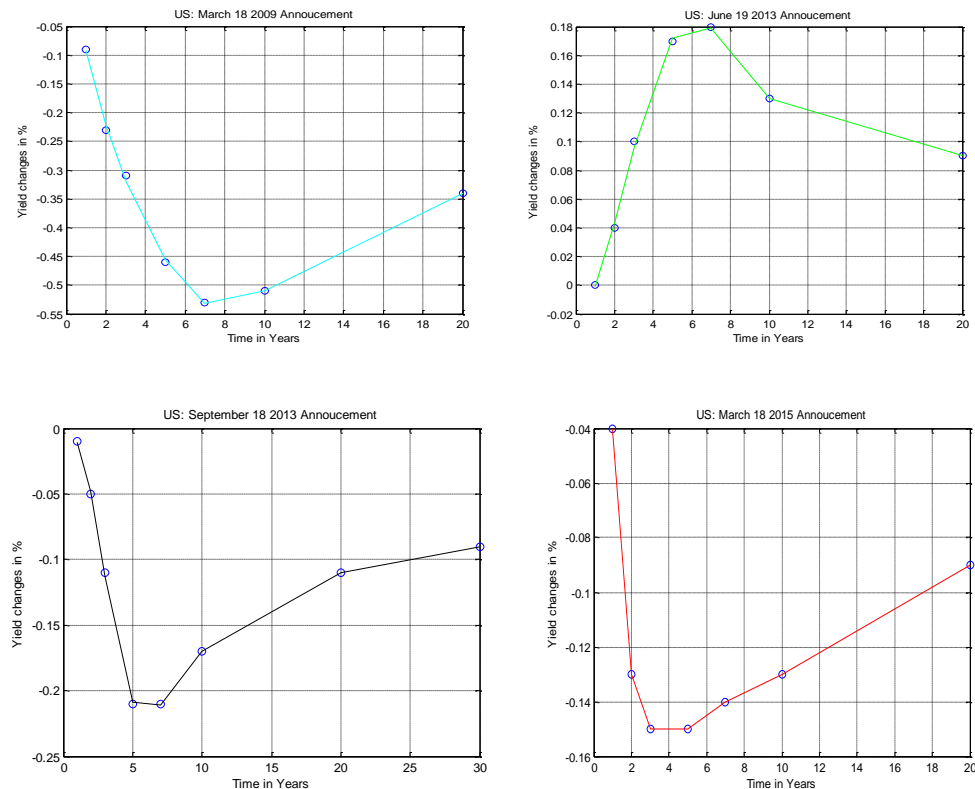 US: March 18 2009 Annoucement
-0.05
-0.1
-0.15
-0.2
-0.25
-0.3
-0.35
-0.4
-0.45
-0.5
-0.55
Yield changes in %
0 2 4 6 8 10 12 14 16 18 20
Time in Years
US: June 19 2013 Annoucement
0.18
0.16
0.14
0.12
0.1
0.08
0.06
0.04
0.02
0
-0.02
Yield changes in %
0 2 4 6 8 10 12 14 16 18 20
Time in Years
US: September 18 2013 Annoucement
0
-0.05
-0.1
-0.15
-0.2
-0.25
Yield changes in %
0 5 10 15 20 25 30
Time in Years
US: March 18 2015 Annoucement
-0.04
-0.06
-0.08
-0.1
-0.12
-0.14
-0.16
Yield changes in %
0 2 4 6 8 10 12 14 16 18 20
Time in Years